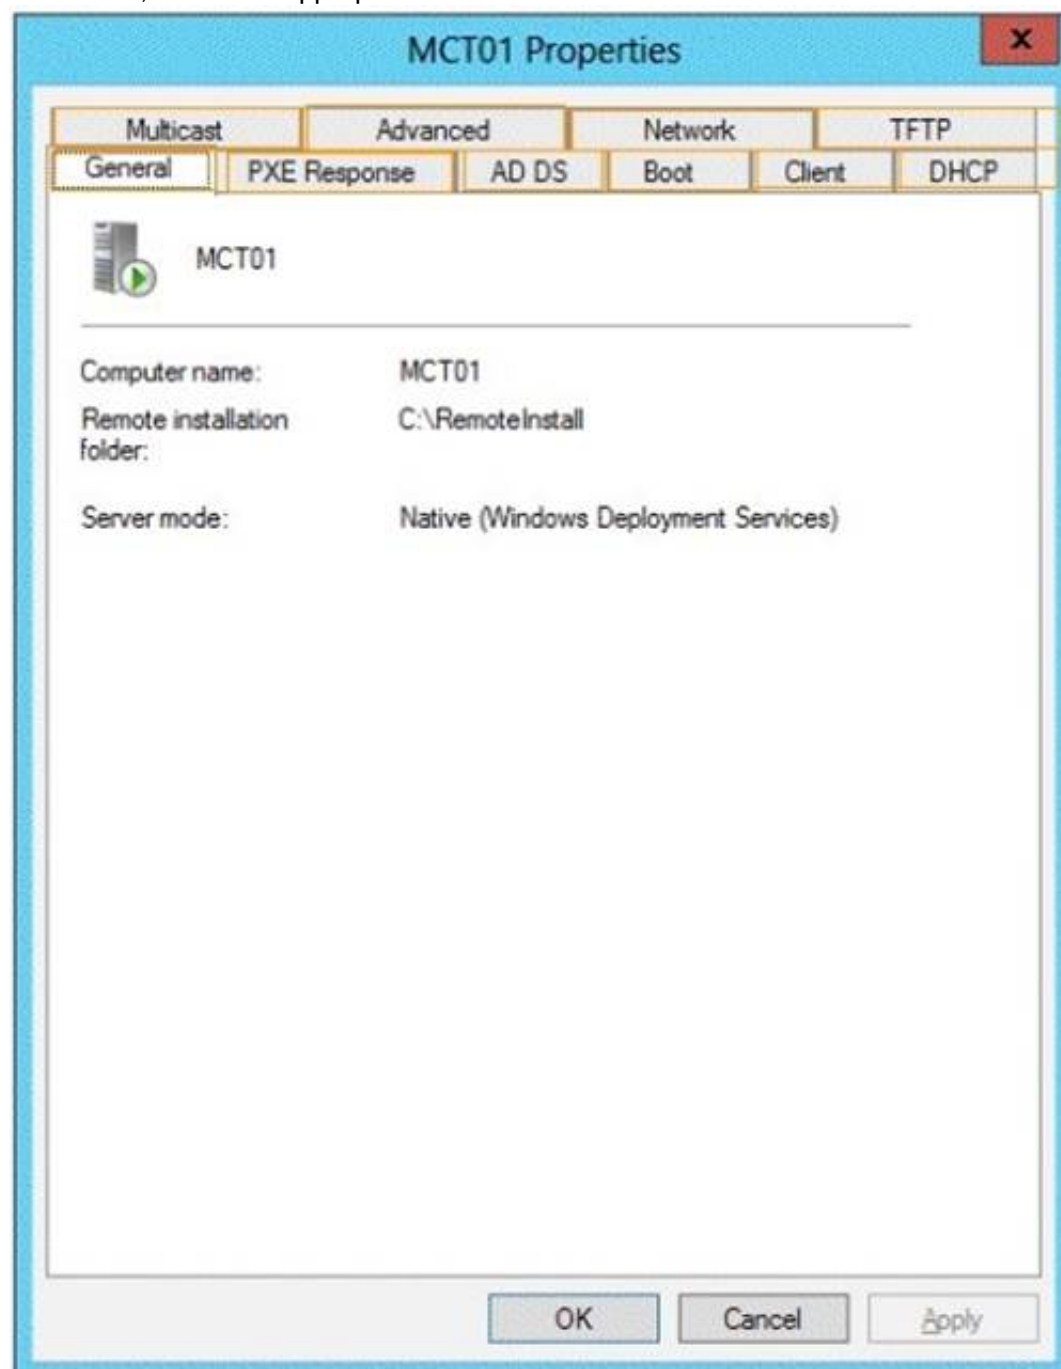 MCT01 Properties
x
Multicast Advanced Network TFTP
General PXE Response AD DS Boot Client DHCP
MCT01
Computer name: MCT01
Remote installation C:\RemoteInstall
folder:
Server mode: Native (Windows Deployment Services)
OK Cancel Apply